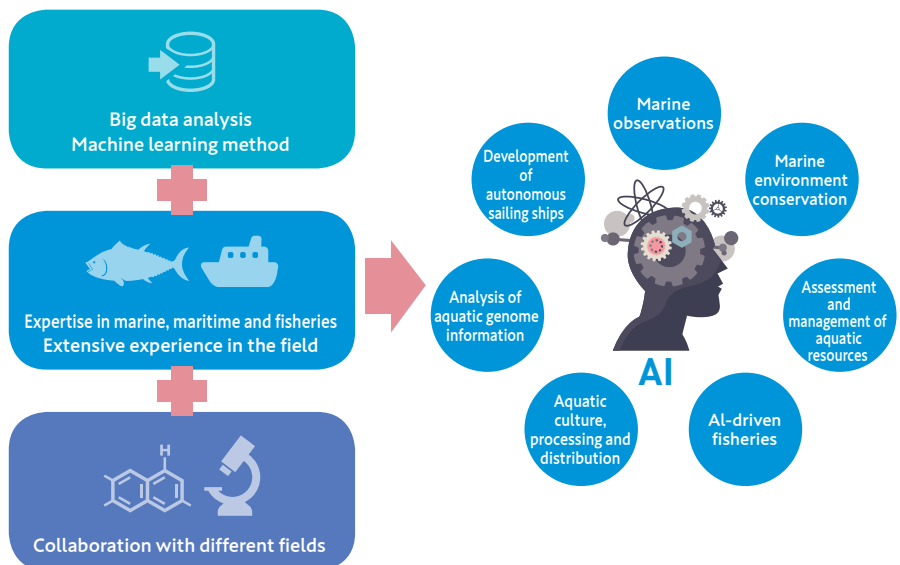 Big data analysis
Machine learning method
Expertise in marine, maritime and fisheries
Extensive experience in the field
H
Collaboration with different fields
Marine
observations
Marine
environment
conservation
Assessment
and
management of
aquatic
resources
AI-driven
fisheries
Aquatic
culture,
processing and
distribution
Analysis of
aquatic genome
information
Development
of
autonomous
sailing ships
AI